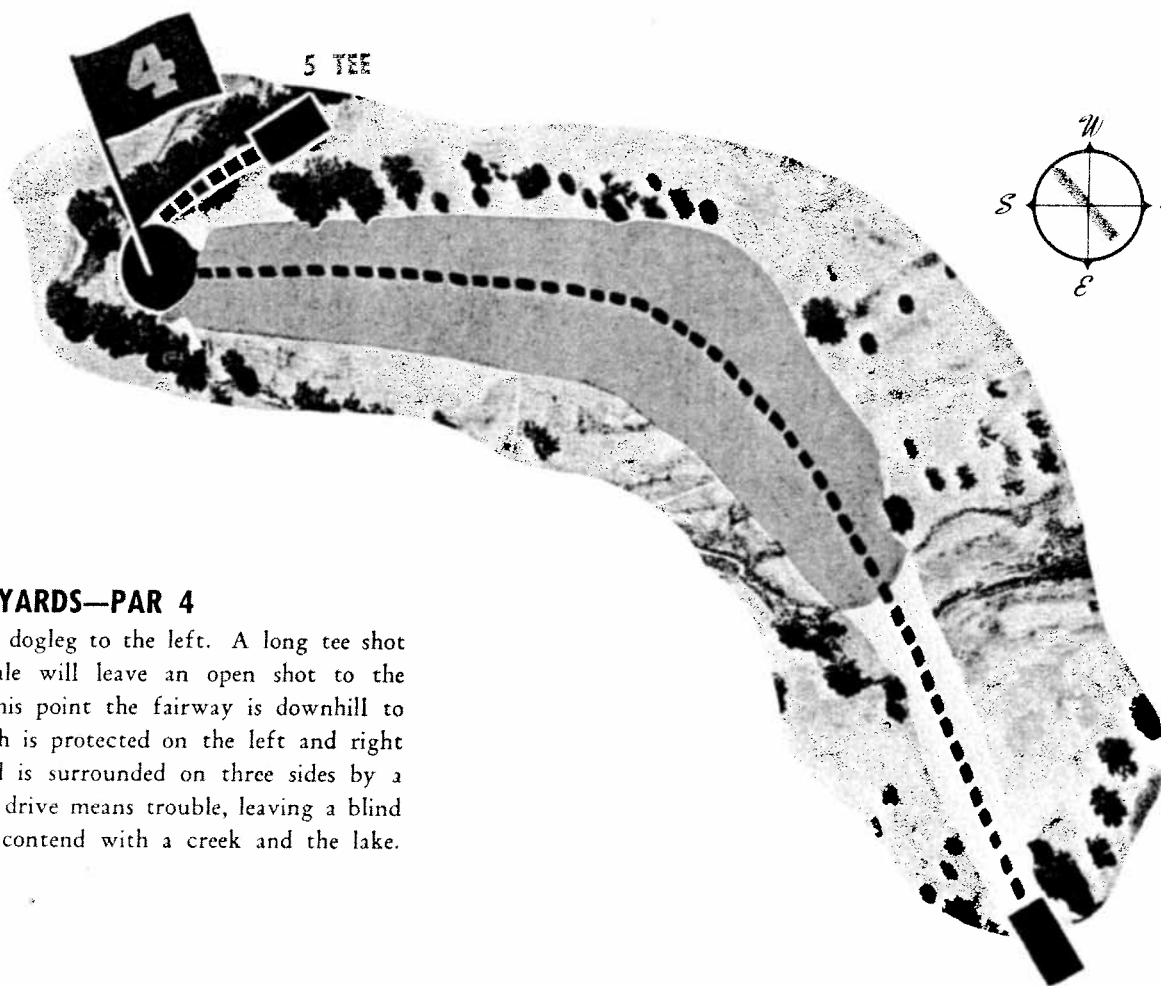 4
5 TEE
W
S
E
YARDS—PAR 4
dogleg to the left. A long tee shot
will leave an open shot to the
his point the fairway is downhill to
is protected on the left and right
is surrounded on three sides by a
drive means trouble, leaving a blind
contend with a creek and the lake.